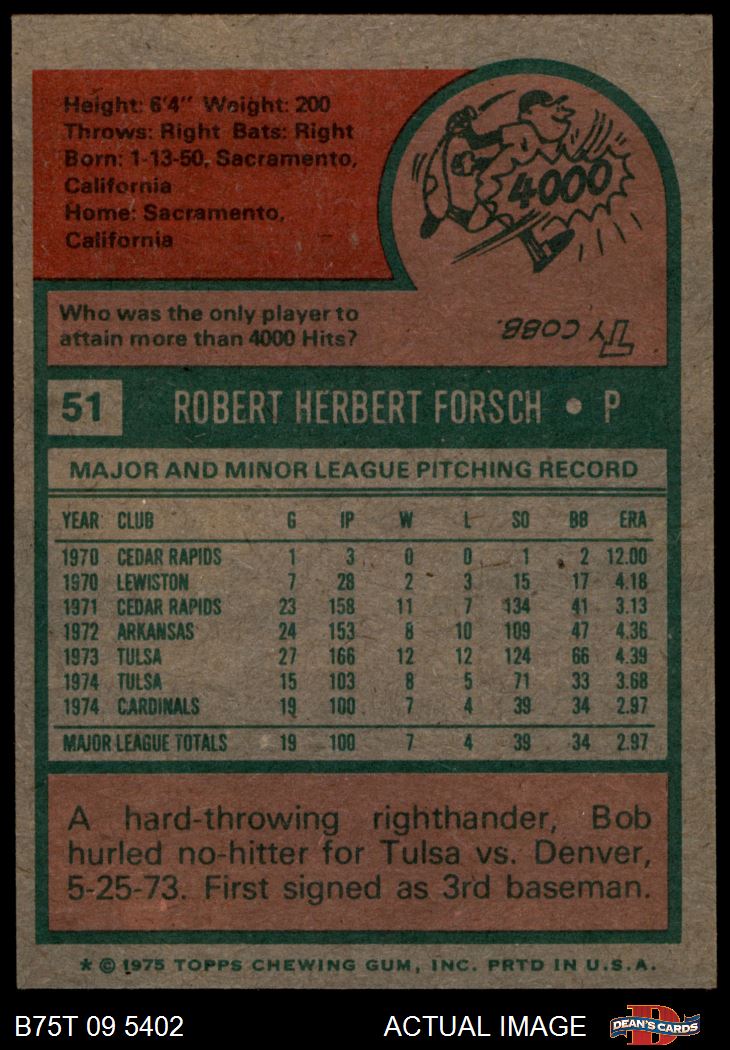 Height: 6'4" Weight: 200
Throws: Right Bats: Right
Born: 1-13-50, Sacramento,
California
Home: Sacramento,
California
4000
Who was the only player to
attain more than 4000 Hits?
TY COBB.
51 ROBERT HERBERT FORSCH • P
MAJOR AND MINOR LEAGUE PITCHING RECORD
YEAR CLUB G IP W L SO BB ERA
1970 CEDAR RAPIDS 1 3 0 0 1 2 12.00
1970 LEWISTON 7 28 2 3 15 17 4.18
1971 CEDAR RAPIDS 23 158 11 7 134 41 3.13
1972 ARKANSAS 24 153 8 10 109 47 4.36
1973 TULSA 27 166 12 12 124 66 4.39
1974 TULSA 15 103 8 5 71 33 3.68
1974 CARDINALS 19 100 7 4 39 34 2.97
MAJOR LEAGUE TOTALS 19 100 7 4 39 34 2.97
A hard-throwing righthander, Bob
hurled no-hitter for Tulsa vs. Denver,
5-25-73. First signed as 3rd baseman.
* © 1975 TOPPS CHEWING GUM, INC. PRTD IN U.S.A.
B75T 09 5402 ACTUAL IMAGE D DEAN'S CARDS